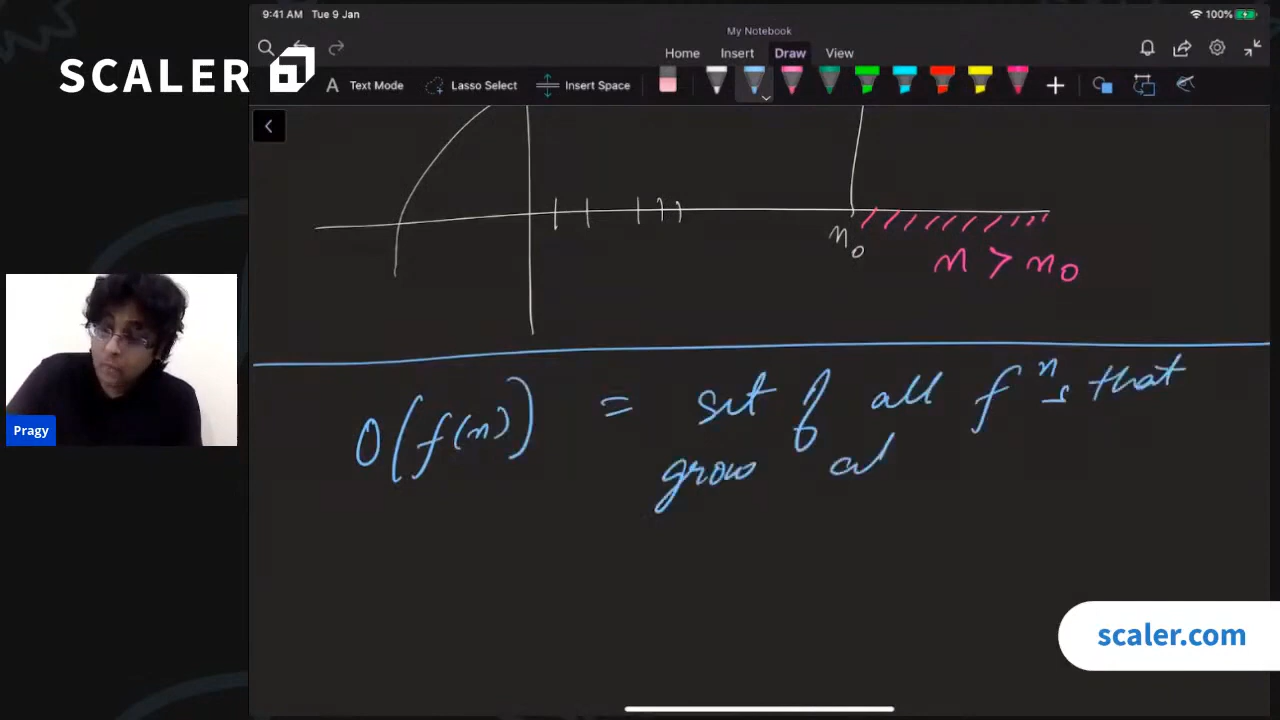 9:41 AM Tue 9 Jan
100%
My Notebook
SCALER
Home Insert Draw View
A Text Mode Lasso Select Insert Space
n₀
n > n₀
O(f(n)) = set of all fⁿs that
grow
Pragy
scaler.com